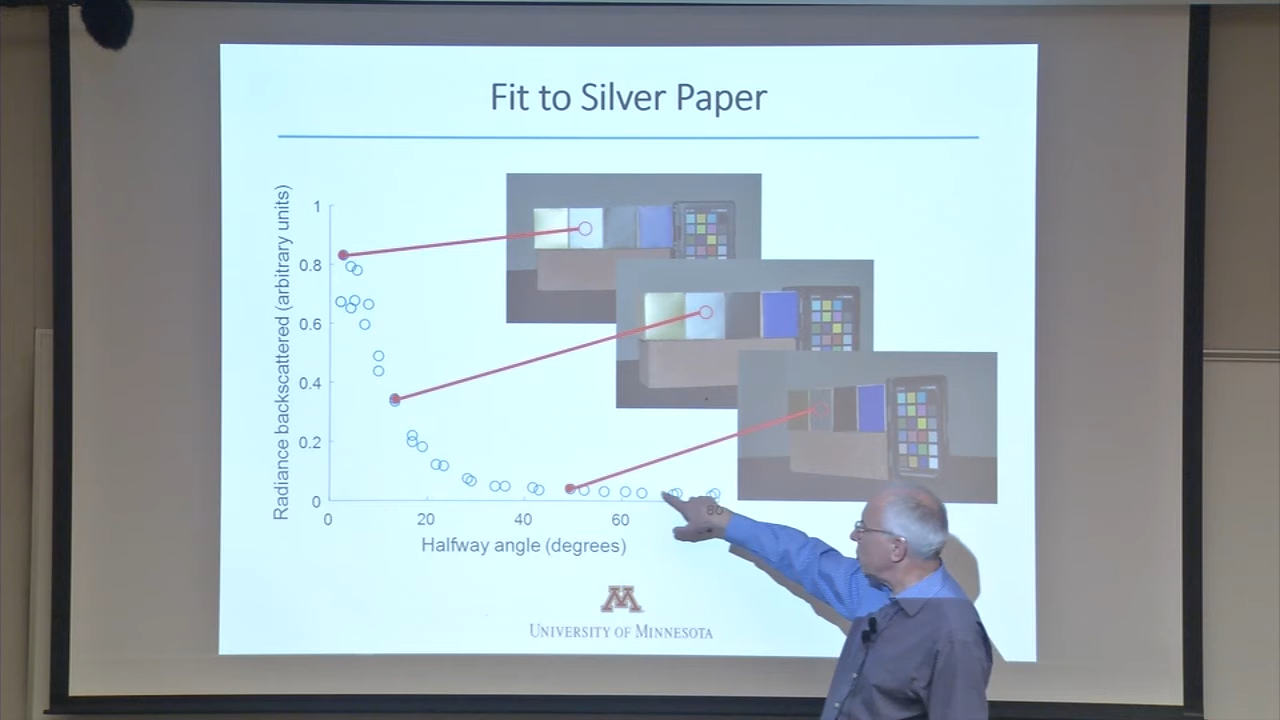 Fit to Silver Paper
Radiance backscattered (arbitrary units)
1
0.8
0.6
0.4
0.2
0
0 20 40 60 80
Halfway angle (degrees)
M
UNIVERSITY OF MINNESOTA